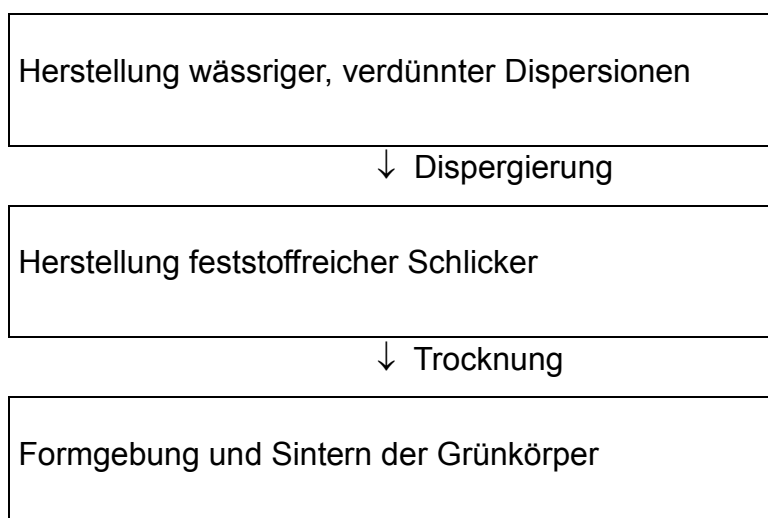 Herstellung wässriger, verdünnter Dispersionen
↓ Dispergierung
Herstellung feststoffreicher Schlicker
↓ Trocknung
Formgebung und Sintern der Grünkörper